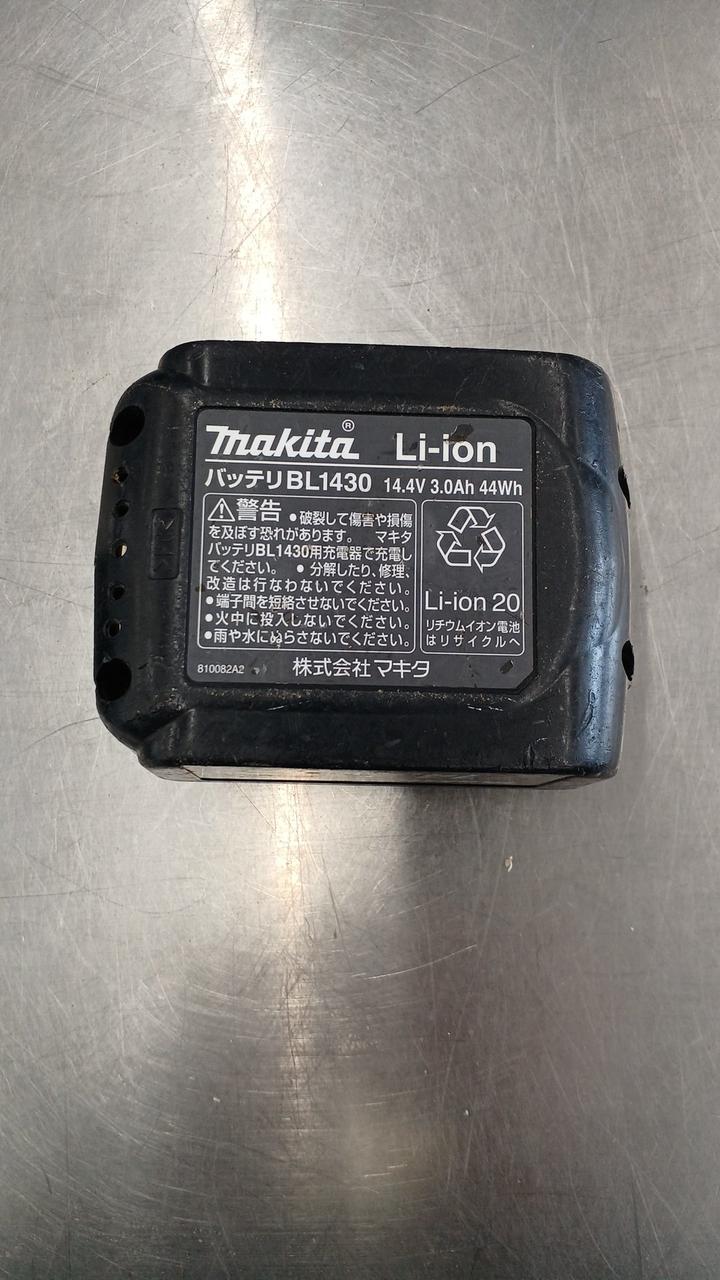 makita® Li-ion
バッテリBL1430 14.4V 3.0Ah 44Wh
⚠警告 ●破裂して傷害や損傷
を及ぼす恐れがあります。 マキタ
バッテリBL1430用充電器で充電し
てください。 ●分解したり、修理、
改造は行なわないでください。
●端子間を短絡させないでください。
●火中に投入しないでください。
●雨や水にぬらさないでください。
Li-ion 20
リチウムイオン電池
はリサイクルへ
810082A2 株式会社マキタ